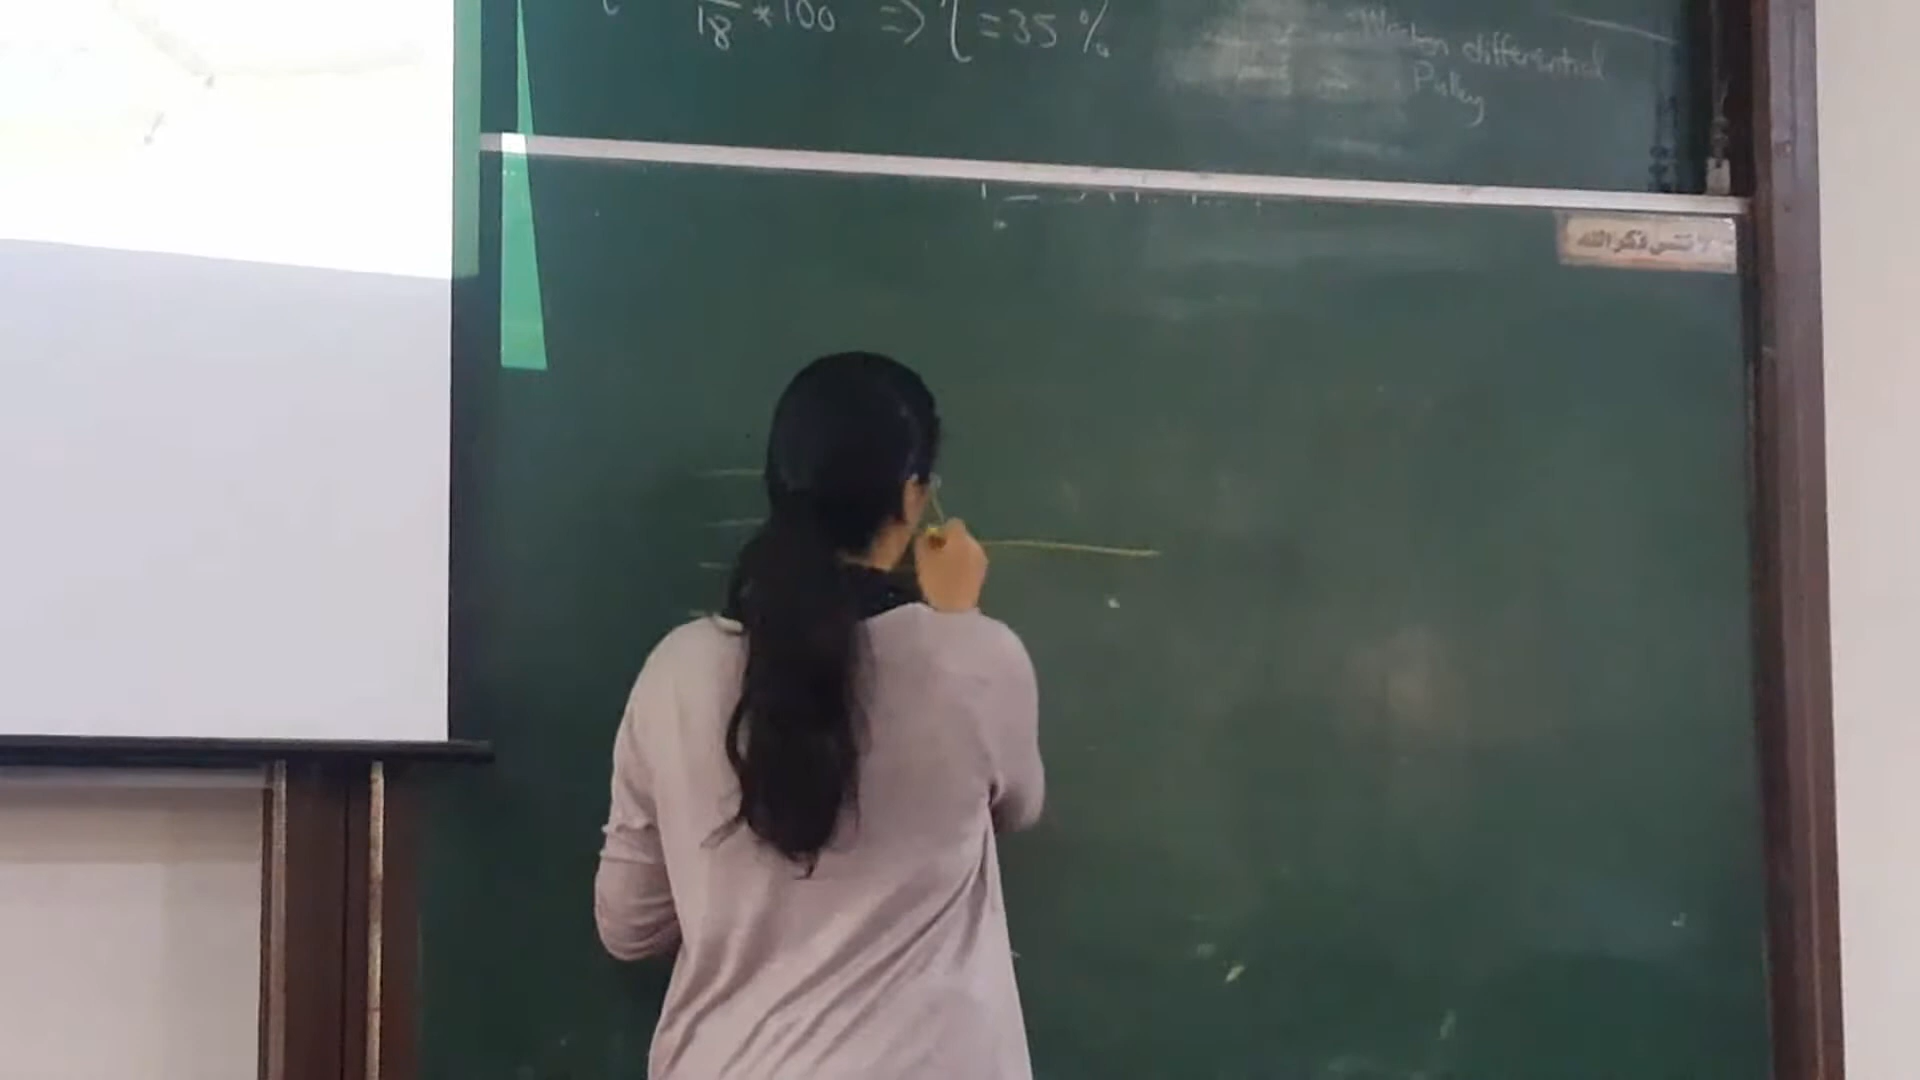 18 * 100 => η = 35 %
Weston differential
Pulley
لا تنس ذكر الله